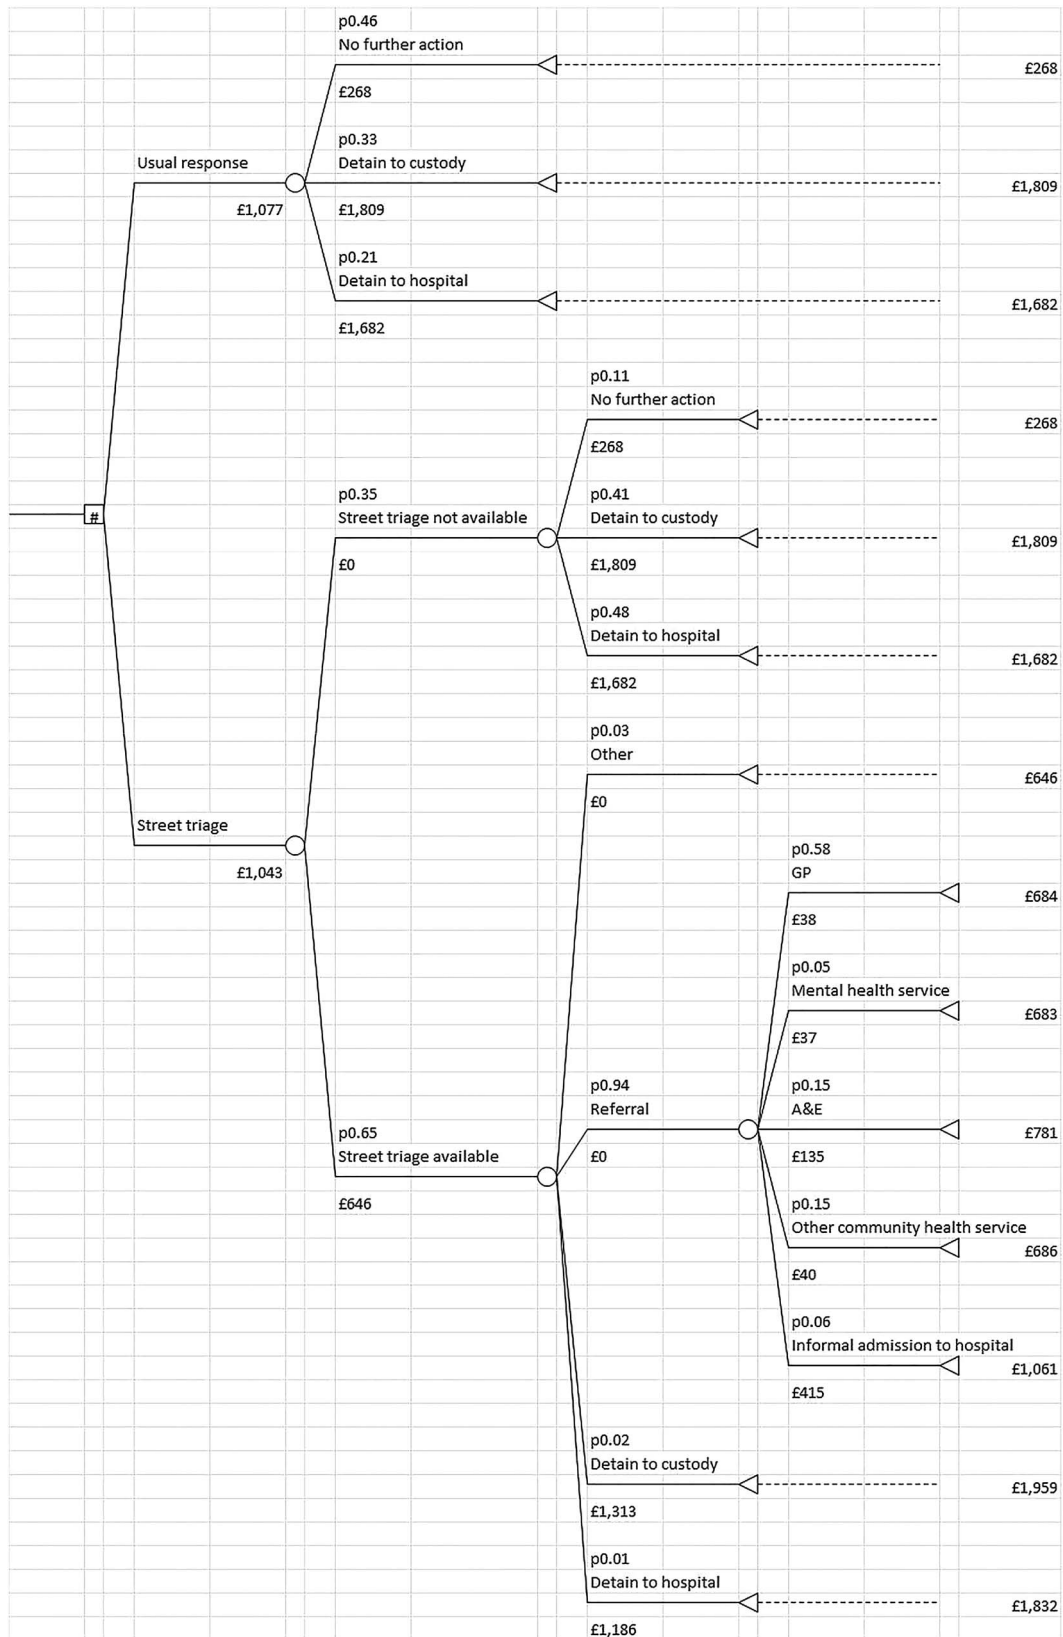 p0.46
No further action
£268
£268
p0.33
Usual response
Detain to custody
£1,809
£1,077
£1,809
p0.21
Detain to hospital
£1,682
£1,682
p0.11
No further action
£268
£268
p0.35
p0.41
#
Street triage not available
Detain to custody
£1,809
£0
£1,809
p0.48
Detain to hospital
£1,682
£1,682
p0.03
Other
£646
£0
Street triage
p0.58
£1,043
GP
£684
£38
p0.05
Mental health service
£683
£37
p0.94
p0.15
Referral
A&E
p0.65
£781
Street triage available
£0
£135
£646
p0.15
Other community health service
£686
£40
p0.06
Informal admission to hospital
£1,061
£415
p0.02
Detain to custody
£1,959
£1,313
p0.01
Detain to hospital
£1,832
£1,186